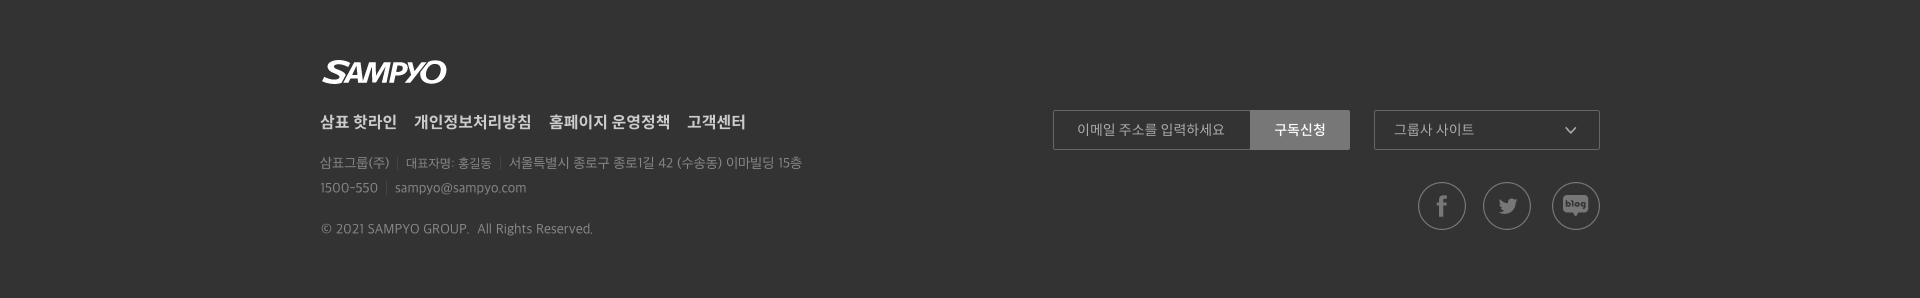 SAMPYO
삼표 핫라인 개인정보처리방침 홈페이지 운영정책 고객센터
삼표그룹(주) 대표자명: 홍길동 서울특별시 종로구 종로1길 42 (수송동) 이마빌딩 15층
1500-550 sampyo@sampyo.com
© 2021 SAMPYO GROUP. All Rights Reserved.
이메일 주소를 입력하세요 구독신청 그룹사 사이트
f blog